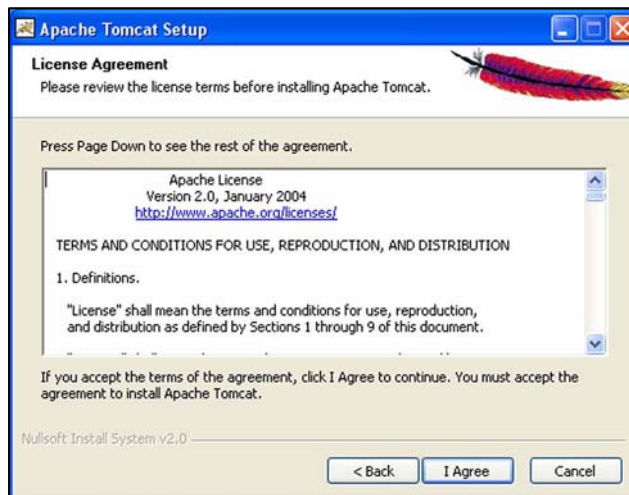 Apache Tomcat Setup
License Agreement
Please review the license terms before installing Apache Tomcat.
Press Page Down to see the rest of the agreement.
Apache License
Version 2.0, January 2004
http://www.apache.org/licenses/
TERMS AND CONDITIONS FOR USE, REPRODUCTION, AND DISTRIBUTION
1. Definitions.
"License" shall mean the terms and conditions for use, reproduction,
and distribution as defined by Sections 1 through 9 of this document.
If you accept the terms of the agreement, click I Agree to continue. You must accept the
agreement to install Apache Tomcat.
Nullsoft Install System v2.0
< Back I Agree Cancel